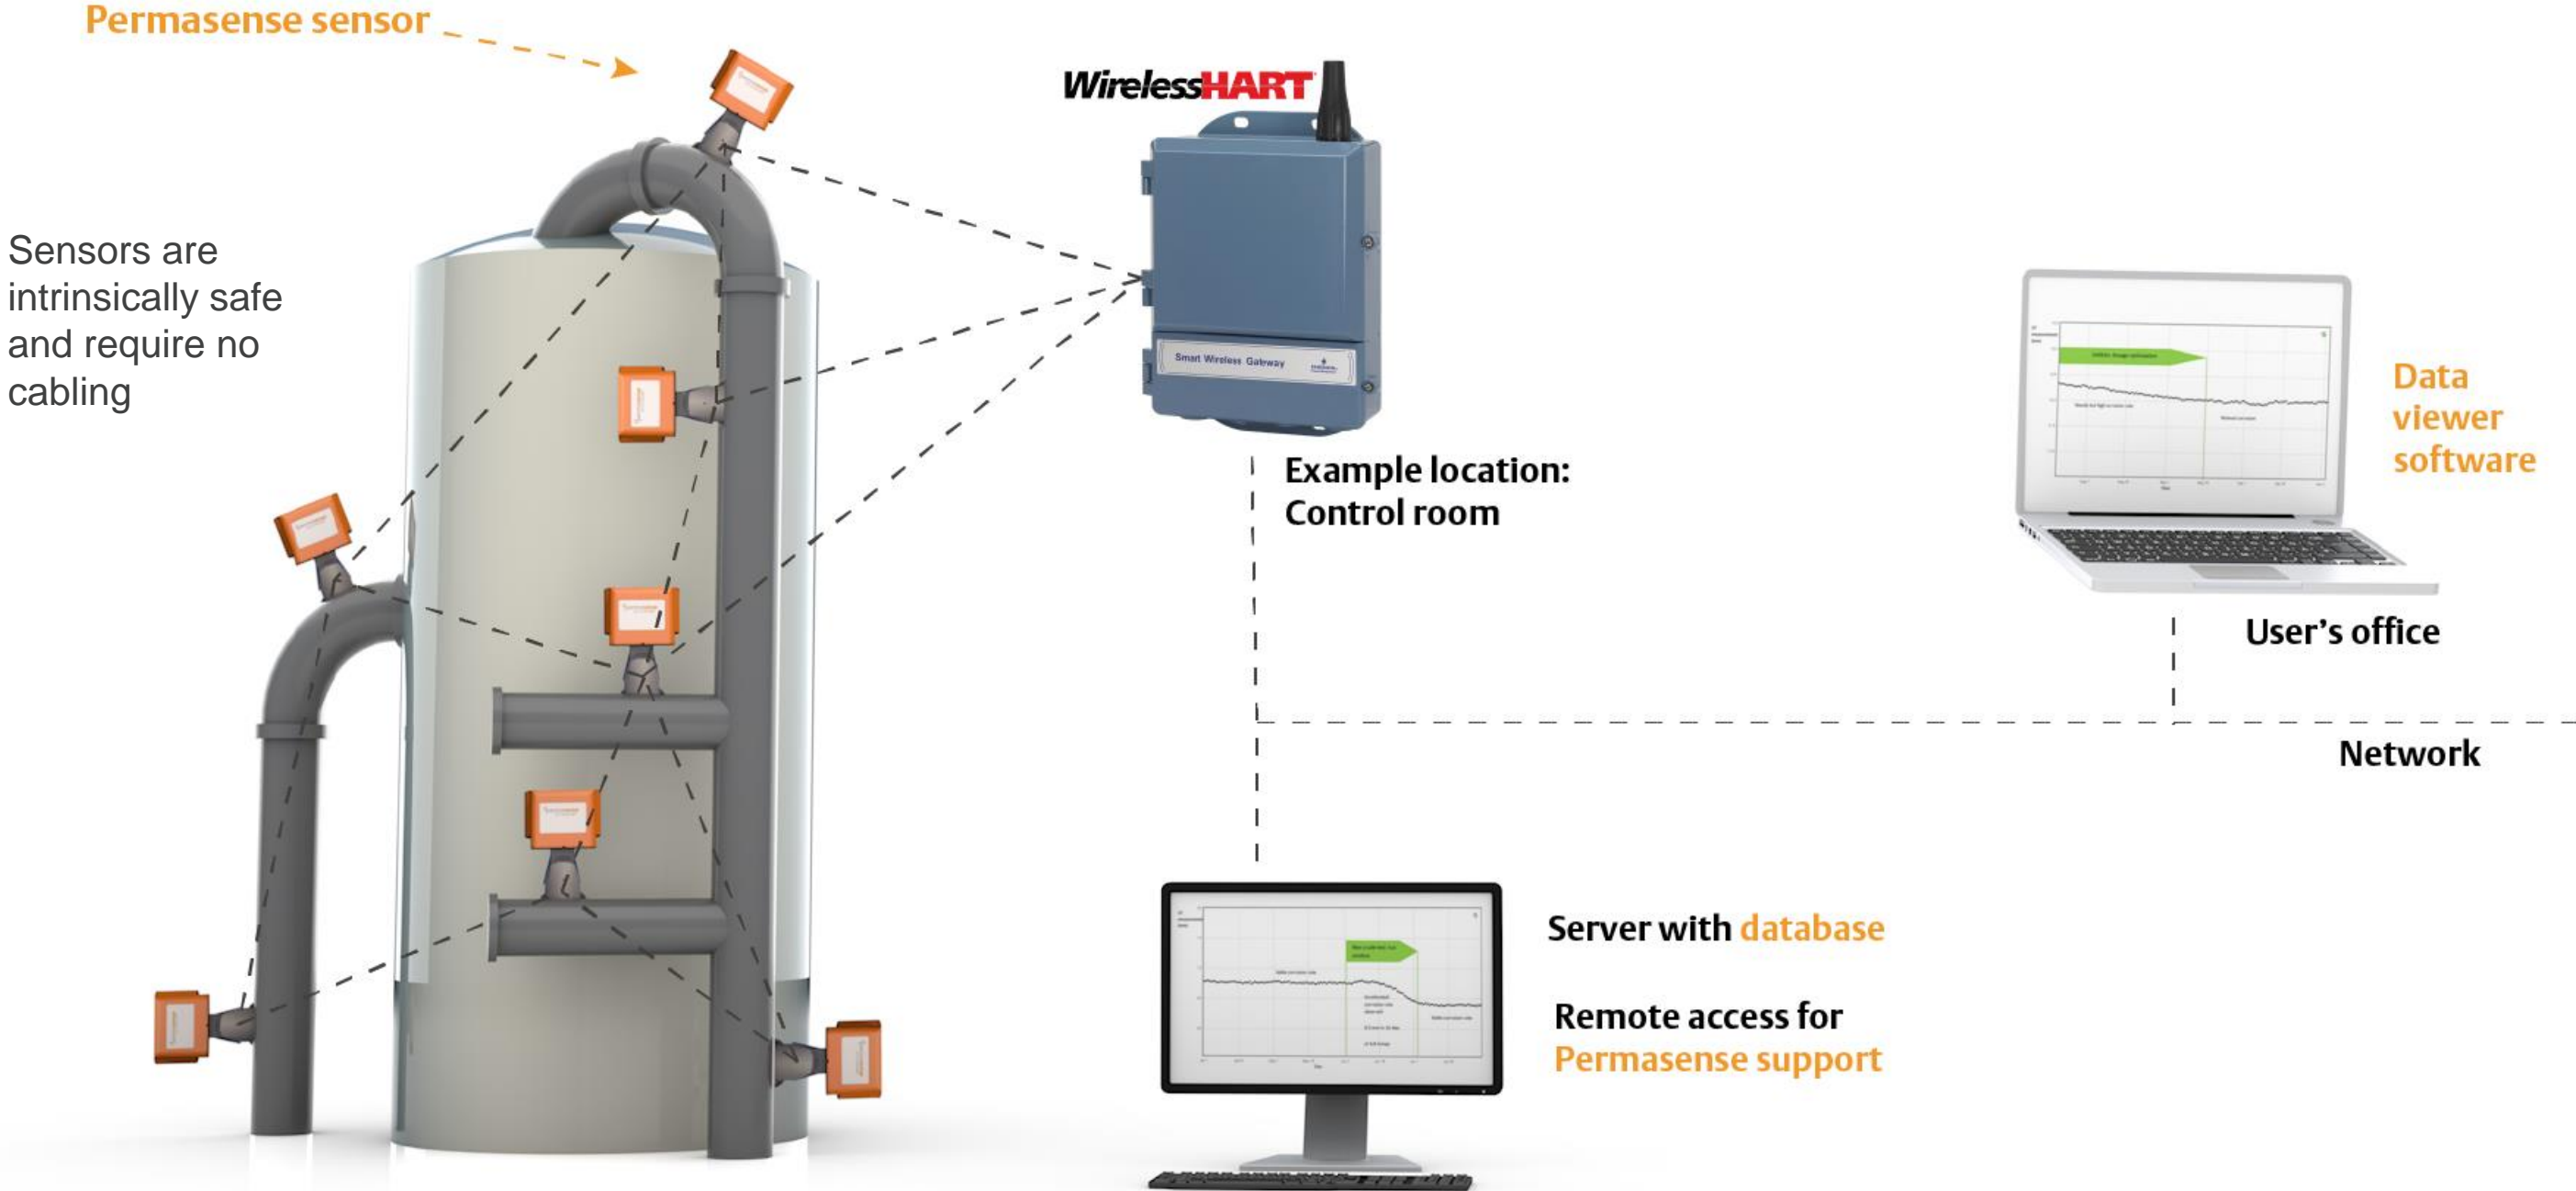 Permasense sensor
WirelessHART
Sensors are
intrinsically safe
and require no
cabling
Smart Wireless Gateway
EMERSON
Example location:
Control room
Data
viewer
software
User's office
Network
Server with database
Remote access for
Permasense support